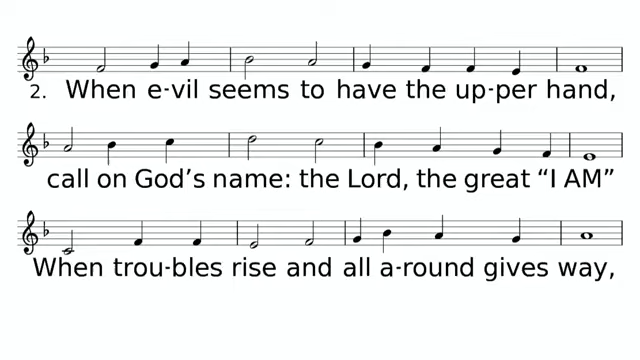 2. When e-vil seems to have the up-per hand,
call on God’s name: the Lord, the great “I AM”
When trou-bles rise and all a-round gives way,